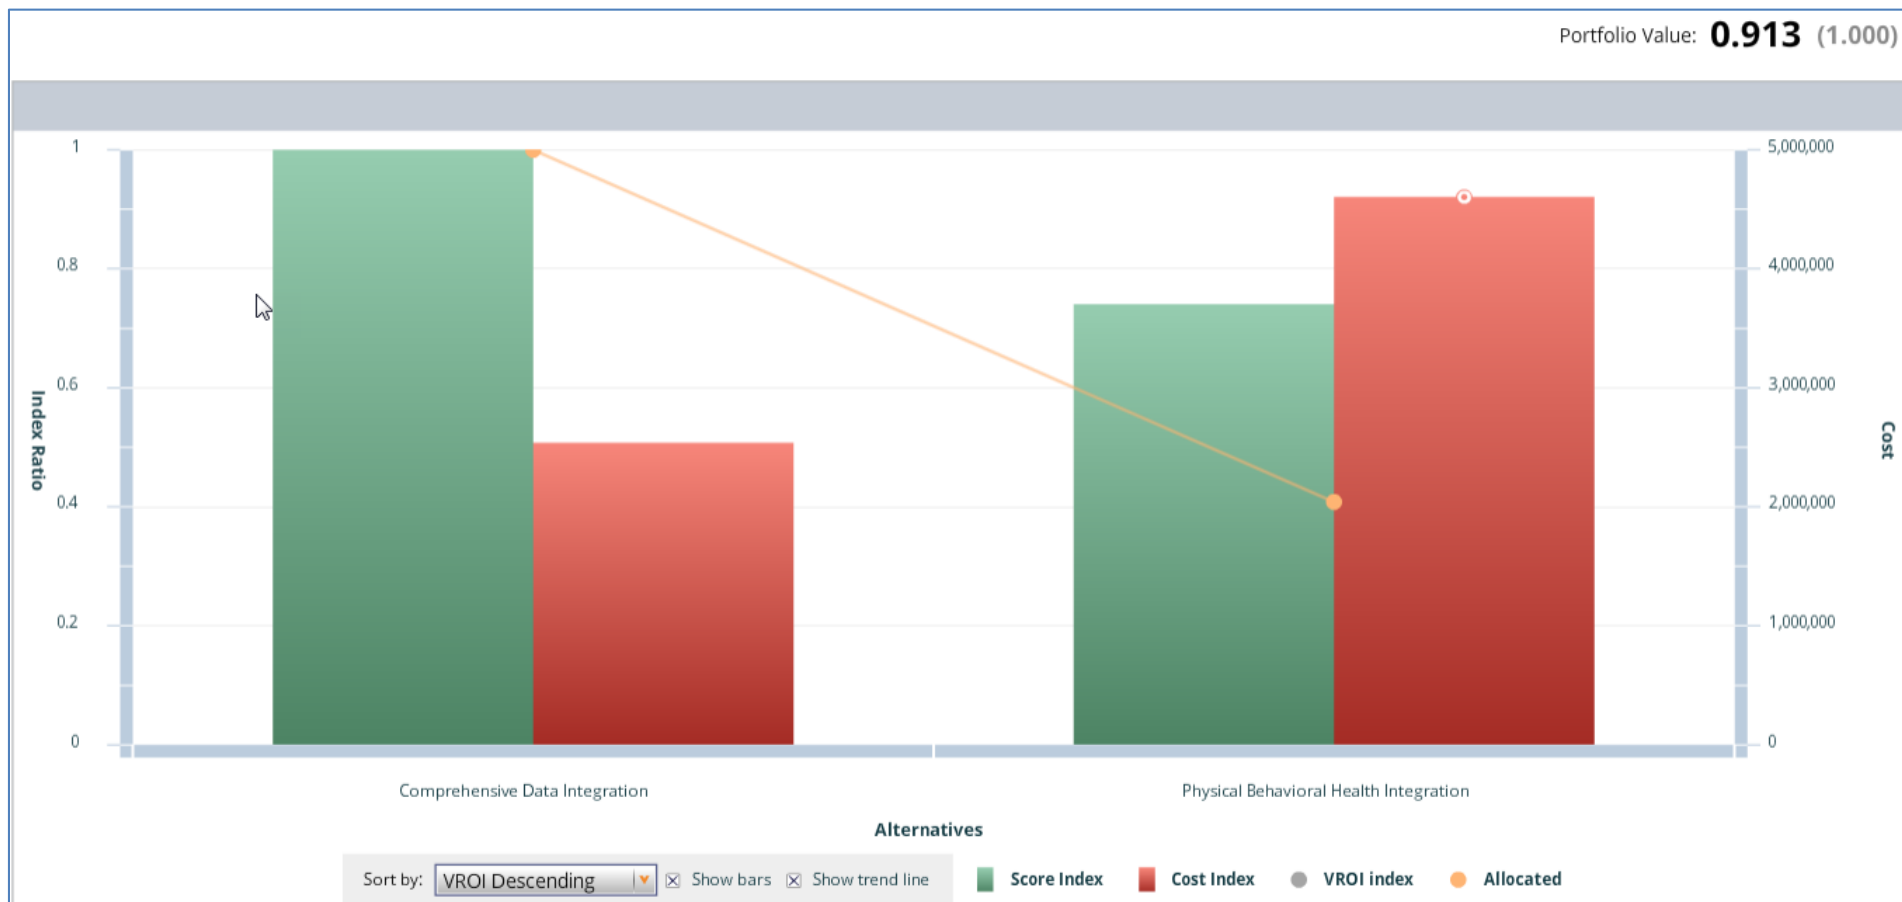 Portfolio Value: 0.913 (1.000)
1
0.8
0.6
0.4
0.2
0
Index Ratio
5,000,000
4,000,000
3,000,000
2,000,000
1,000,000
0
Cost
Comprehensive Data Integration
Physical Behavioral Health Integration
Alternatives
Sort by: VROI Descending Show bars Show trend line Score Index Cost Index VROI index Allocated